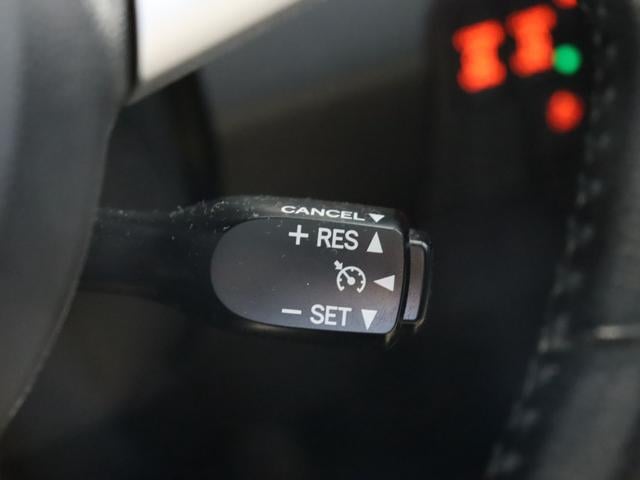 CANCEL ▼
+ RES ▲
◀
− SET ▼